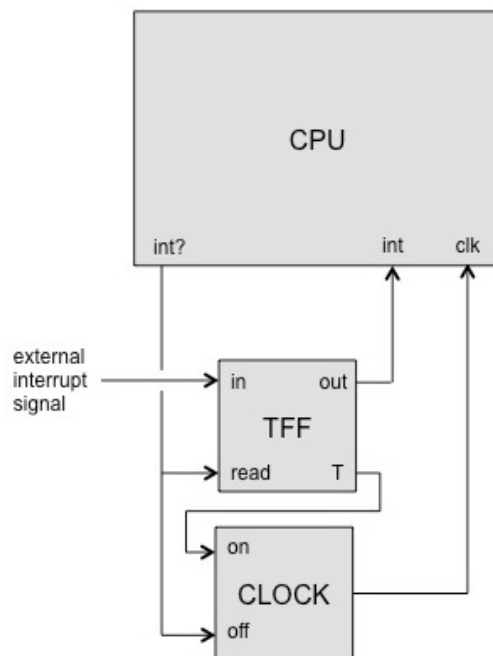 CPU
int?
int
clk
external
interrupt
signal
in
out
TFF
read
T
on
CLOCK
off